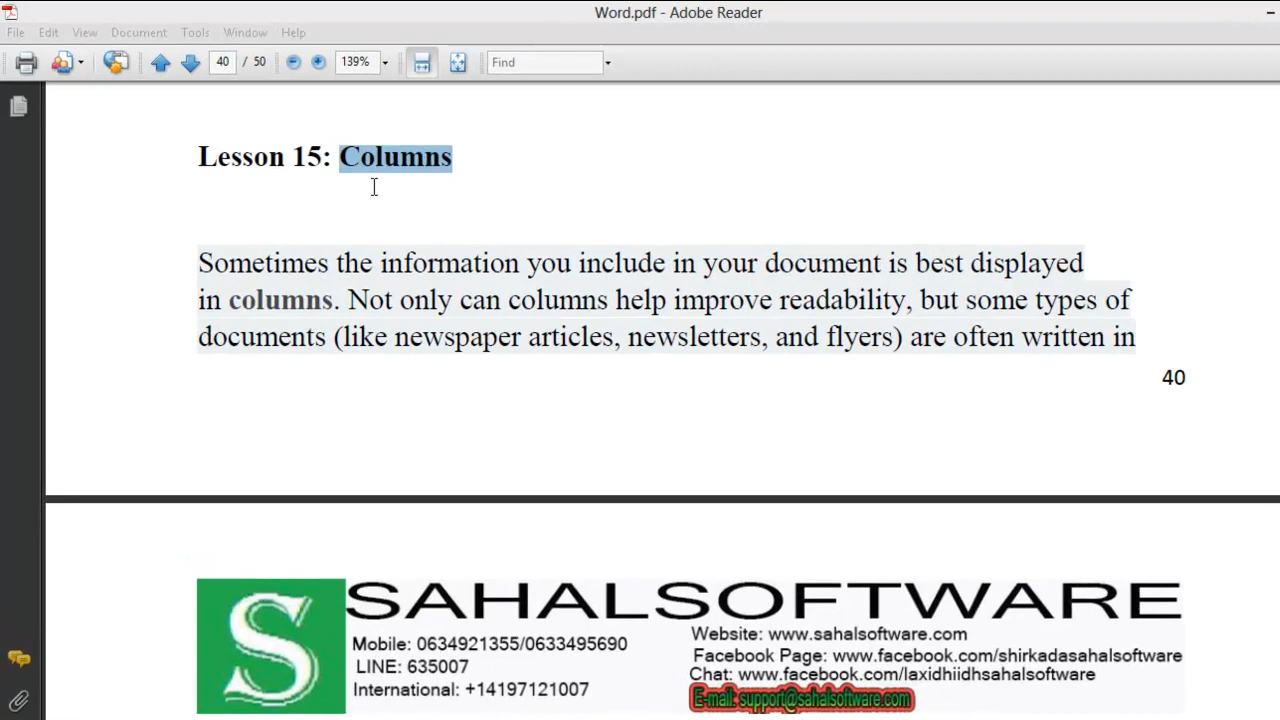 Word.pdf - Adobe Reader
File Edit View Document Tools Window Help
40 / 50 139% Find
Lesson 15: Columns
Sometimes the information you include in your document is best displayed
in columns. Not only can columns help improve readability, but some types of
documents (like newspaper articles, newsletters, and flyers) are often written in
40
S
SAHALSOFTWARE
Mobile: 0634921355/0633495690
LINE: 635007
International: +14197121007
Website: www.sahalsoftware.com
Facebook Page: www.facebook.com/shirkadasahalsoftware
Chat: www.facebook.com/laxidhiidhsahalsoftware
E-mail: support@sahalsoftware.com